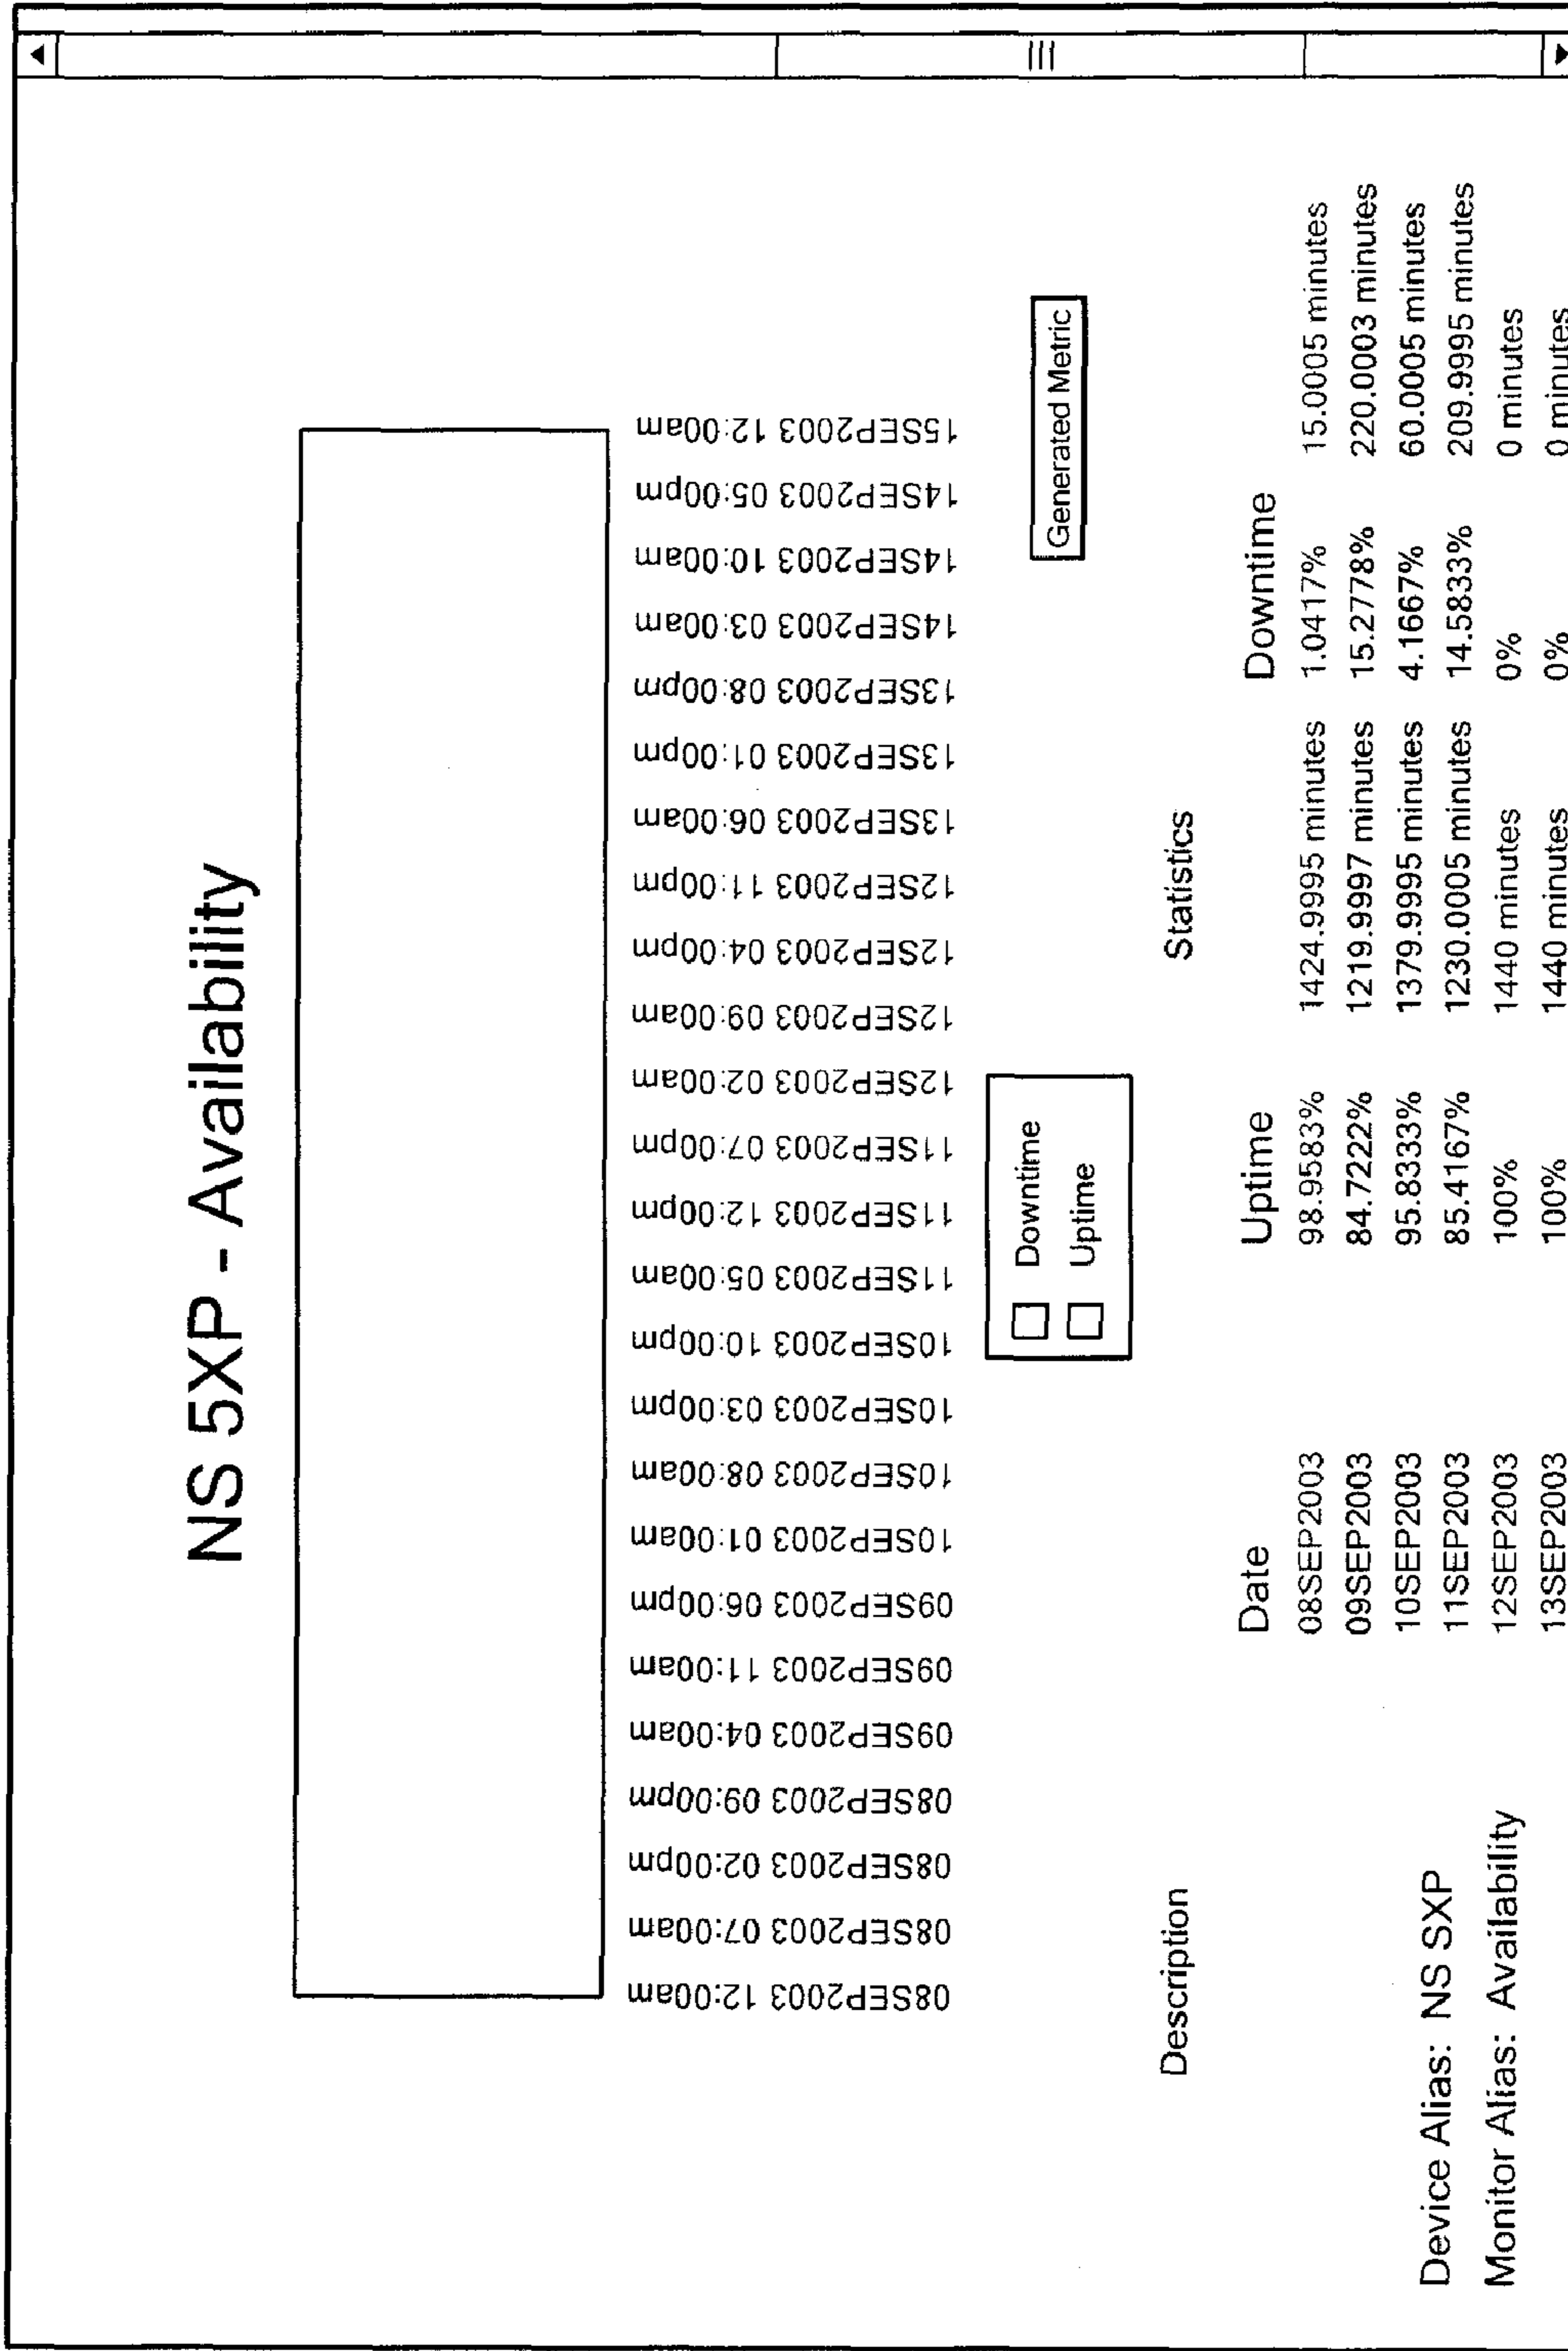 NS 5XP - Availability
08SEP2003 12:00am
08SEP2003 07:00am
08SEP2003 02:00pm
08SEP2003 09:00pm
09SEP2003 04:00am
09SEP2003 11:00am
09SEP2003 06:00pm
10SEP2003 01:00am
10SEP2003 08:00am
10SEP2003 03:00pm
10SEP2003 10:00pm
11SEP2003 05:00am
11SEP2003 12:00pm
11SEP2003 07:00pm
12SEP2003 02:00am
12SEP2003 09:00am
12SEP2003 04:00pm
12SEP2003 11:00pm
13SEP2003 06:00am
13SEP2003 01:00pm
13SEP2003 08:00pm
14SEP2003 03:00am
14SEP2003 10:00am
14SEP2003 05:00pm
15SEP2003 12:00am
Downtime
Uptime
Generated Metric
Description
Device Alias: NS SXP
Monitor Alias: Availability
Statistics
Date Uptime Downtime
08SEP2003 98.9583% 1424.9995 minutes 1.0417% 15.0005 minutes
09SEP2003 84.7222% 1219.9997 minutes 15.2778% 220.0003 minutes
10SEP2003 95.8333% 1379.9995 minutes 4.1667% 60.0005 minutes
11SEP2003 85.4167% 1230.0005 minutes 14.5833% 209.9995 minutes
12SEP2003 100% 1440 minutes 0% 0 minutes
13SEP2003 100% 1440 minutes 0% 0 minutes